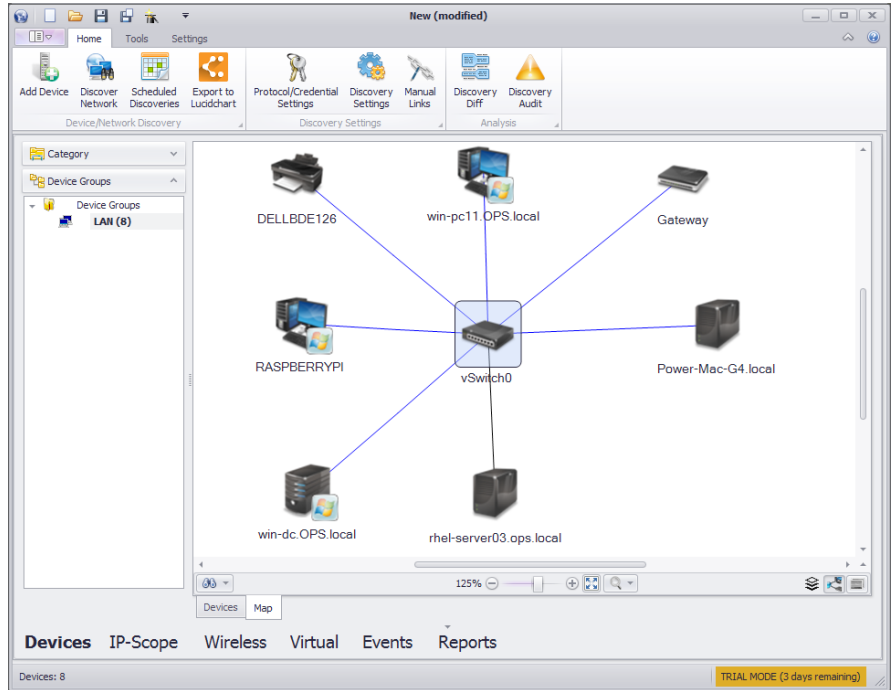 New (modified)
Home Tools Settings
Add Device Discover Network Scheduled Discoveries Export to Lucidchart Protocol/Credential Settings Discovery Settings Manual Links Discovery Diff Discovery Audit
Device/Network Discovery Discovery Settings Analysis
Category
Device Groups
Device Groups
LAN (8)
DELLBDE126
win-pc11.OPS.local
Gateway
RASPBERRYPI
vSwitch0
Power-Mac-G4.local
win-dc.OPS.local
rhel-server03.ops.local
125%
Devices Map
Devices IP-Scope Wireless Virtual Events Reports
Devices: 8
TRIAL MODE (3 days remaining)